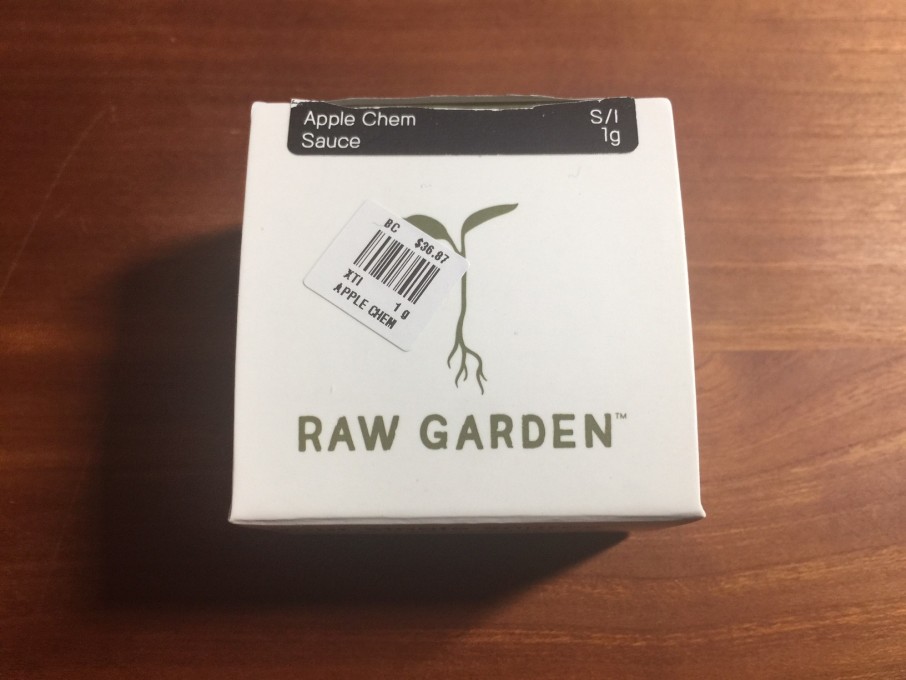 Apple Chem S/I
Sauce 1g
BC $36.87
XTI 1 g
APPLE CHEM
RAW GARDEN™